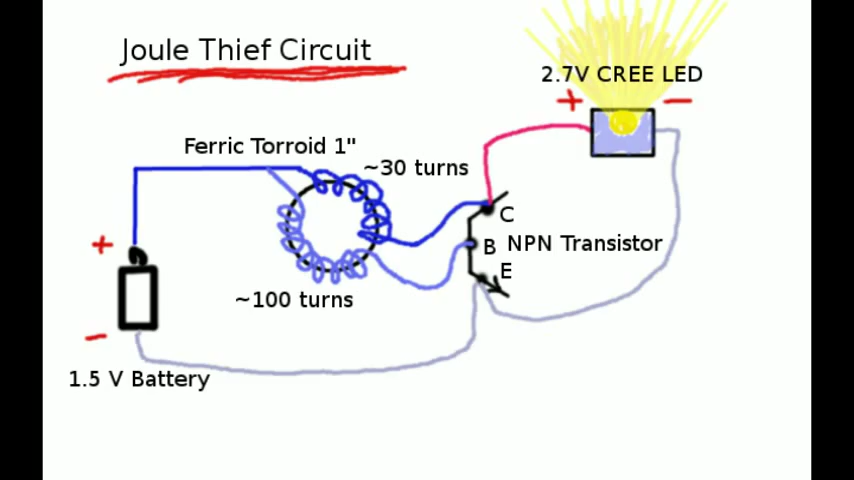 Joule Thief Circuit
2.7V CREE LED
+ −
Ferric Torroid 1"
~30 turns
C
+
B NPN Transistor
E
~100 turns
−
1.5 V Battery